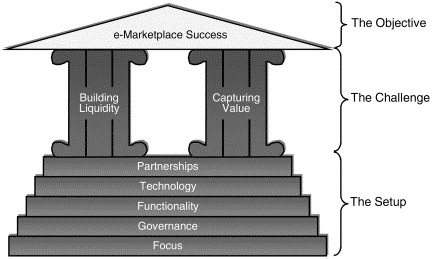 The Objective
e-Marketplace Success
Building
Liquidity
Capturing
Value
The Challenge
Partnerships
Technology
Functionality
Governance
Focus
The Setup